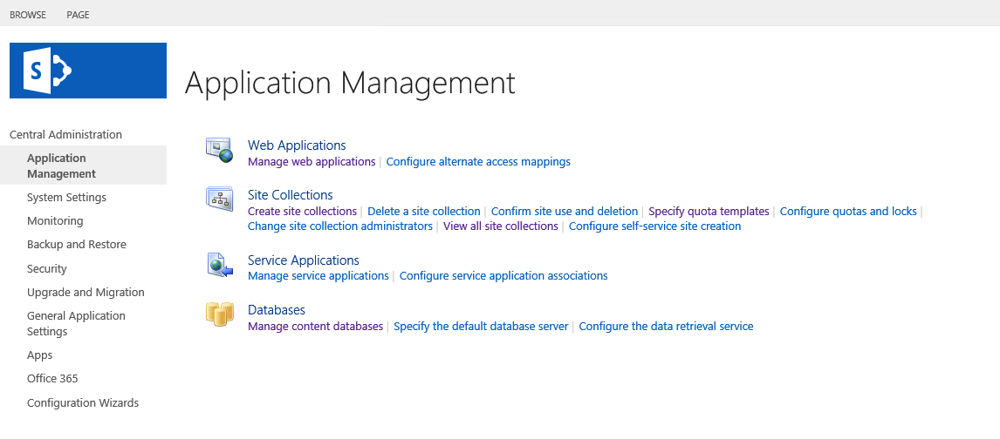 BROWSE PAGE
S
Application Management
Central Administration
Application
Management
System Settings
Monitoring
Backup and Restore
Security
Upgrade and Migration
General Application
Settings
Apps
Office 365
Configuration Wizards
Web Applications
Manage web applications | Configure alternate access mappings
Site Collections
Create site collections | Delete a site collection | Confirm site use and deletion | Specify quota templates | Configure quotas and locks |
Change site collection administrators | View all site collections | Configure self-service site creation
Service Applications
Manage service applications | Configure service application associations
Databases
Manage content databases | Specify the default database server | Configure the data retrieval service